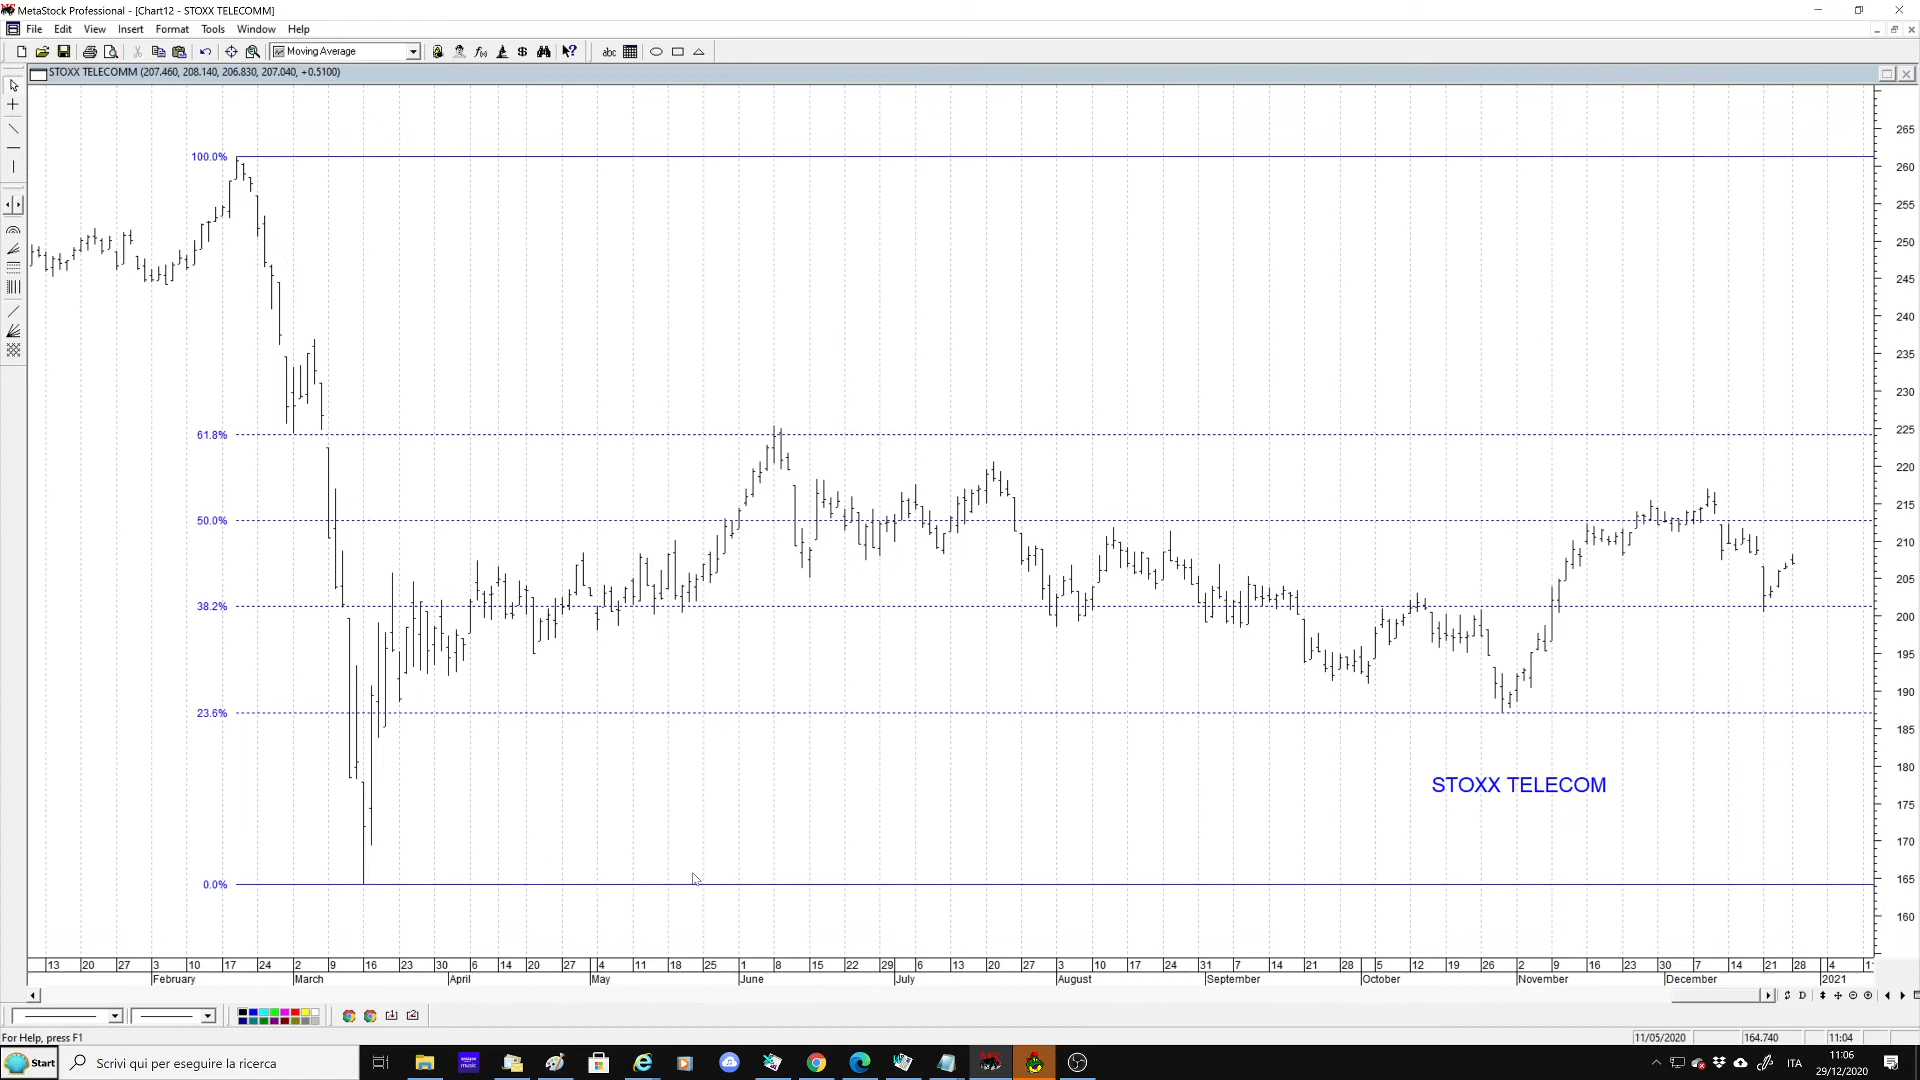 MetaStock Professional - [Chart12 - STOXX TELECOMM]
File Edit View Insert Format Tools Window Help
Moving Average
abc
STOXX TELECOMM (207.460, 208.140, 206.830, 207.040, +0.5100)
265
100.0%
260
255
250
245
240
235
230
61.8%
225
220
215
50.0%
210
205
38.2%
200
195
190
23.6%
185
180
STOXX TELECOM
175
170
0.0%
165
160
13 20 27 3 10 17 24 2 9 16 23 30 6 14 20 27 4 11 18 25 1 8 15 22 29 6 13 20 27 3 10 17 24 31 7 14 21 28 5 12 19 26 2 9 16 23 30 7 14 21 28 4
February March April May June July August September October November December 2021
D
For Help, press F1
11/05/2020 164.740 11:04
Start
Scrivi qui per eseguire la ricerca
amazon music
ITA
11:06
29/12/2020